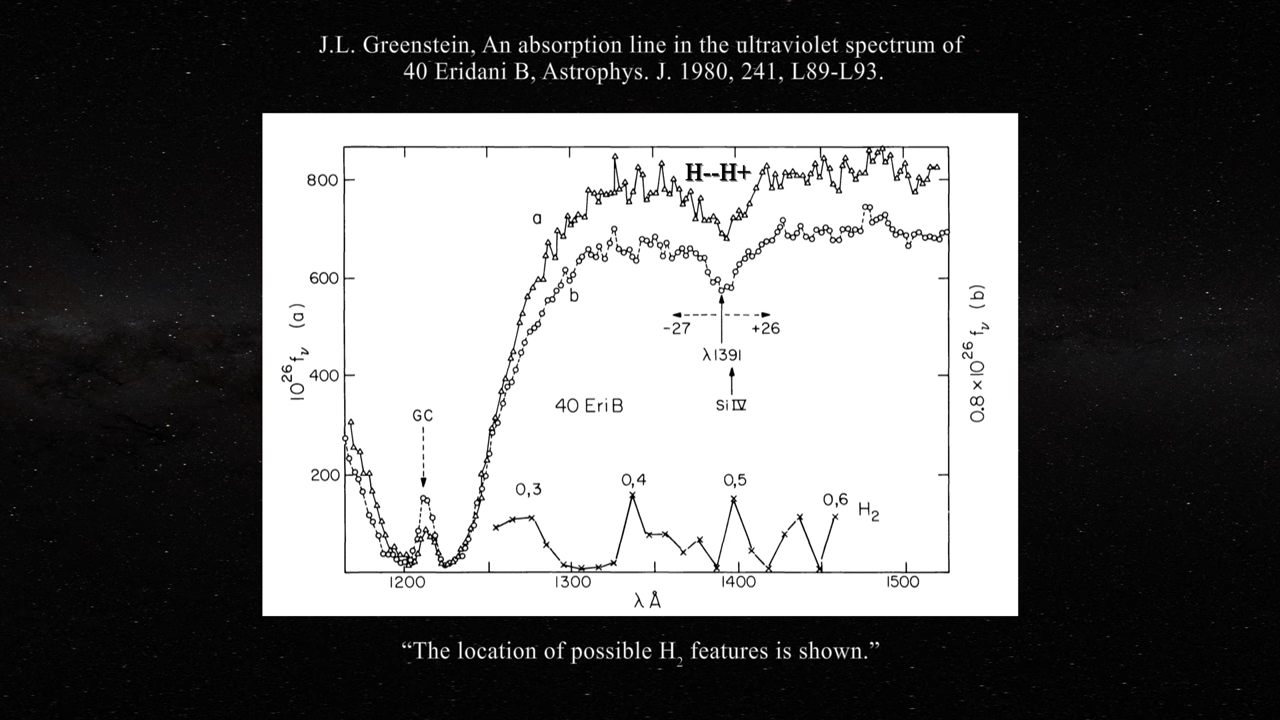 J.L. Greenstein, An absorption line in the ultraviolet spectrum of
40 Eridani B, Astrophys. J. 1980, 241, L89-L93.
800
600
400
200
10²⁶ fᵥ (a)
0.8×10²⁶ fᵥ (b)
H--H+
a
b
-27
+26
λ1391
Si IV
40 Eri B
GC
0,3
0,4
0,5
0,6
H₂
1200
1300
1400
1500
λ Å
“The location of possible H₂ features is shown.”